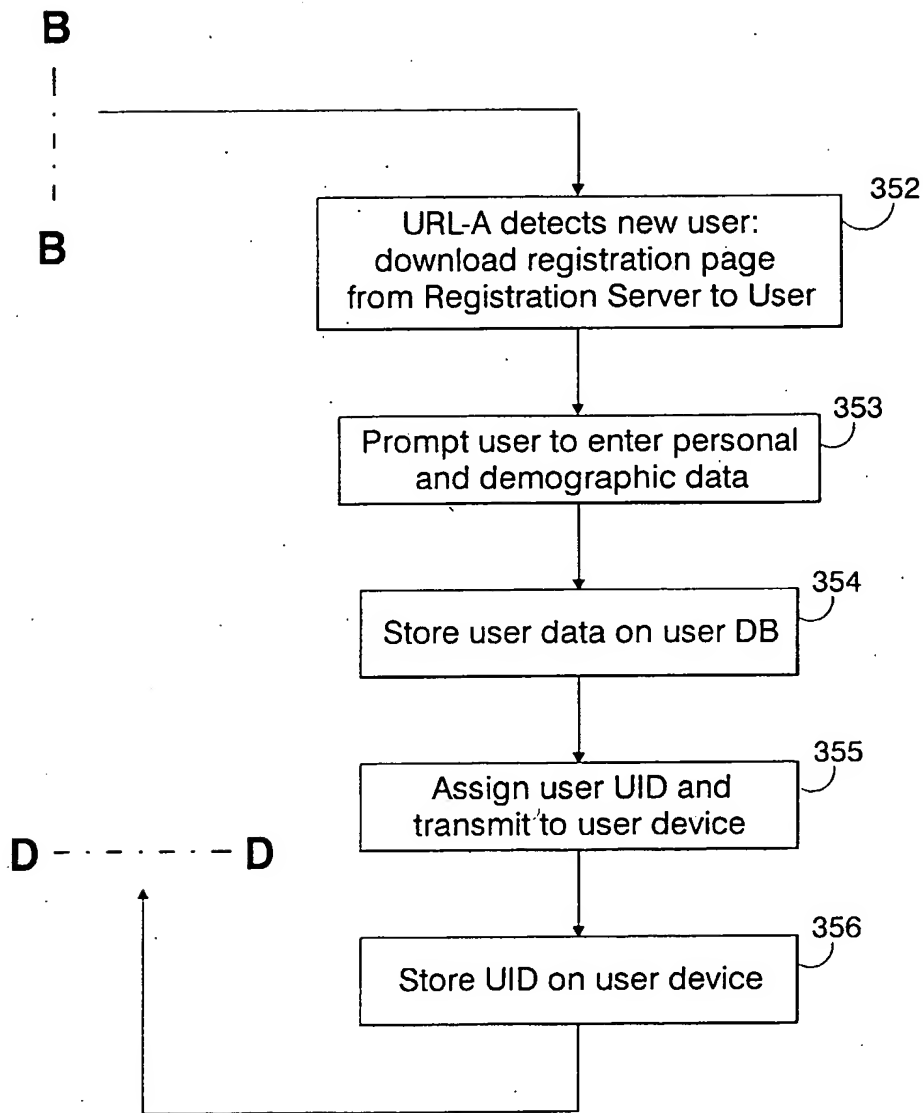 B
352
URL-A detects new user:
download registration page
from Registration Server to User
B
353
Prompt user to enter personal
and demographic data
354
Store user data on user DB
355
Assign user UID and
transmit to user device
D D
356
Store UID on user device